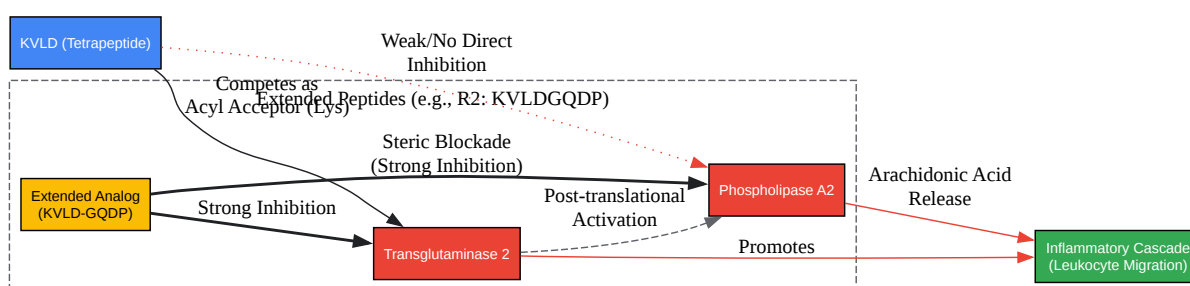 KVLD (Tetrapeptide)
Weak/No Direct
Inhibition
Competes as
Acyl Acceptor (Lys)
Extended Peptides (e.g., R2: KVLDGQDP)
Steric Blockade
(Strong Inhibition)
Extended Analog
(KVLD-GQDP)
Strong Inhibition
Post-translational
Activation
Phospholipase A2
Arachidonic Acid
Release
Transglutaminase 2
Promotes
Inflammatory Cascade
(Leukocyte Migration)